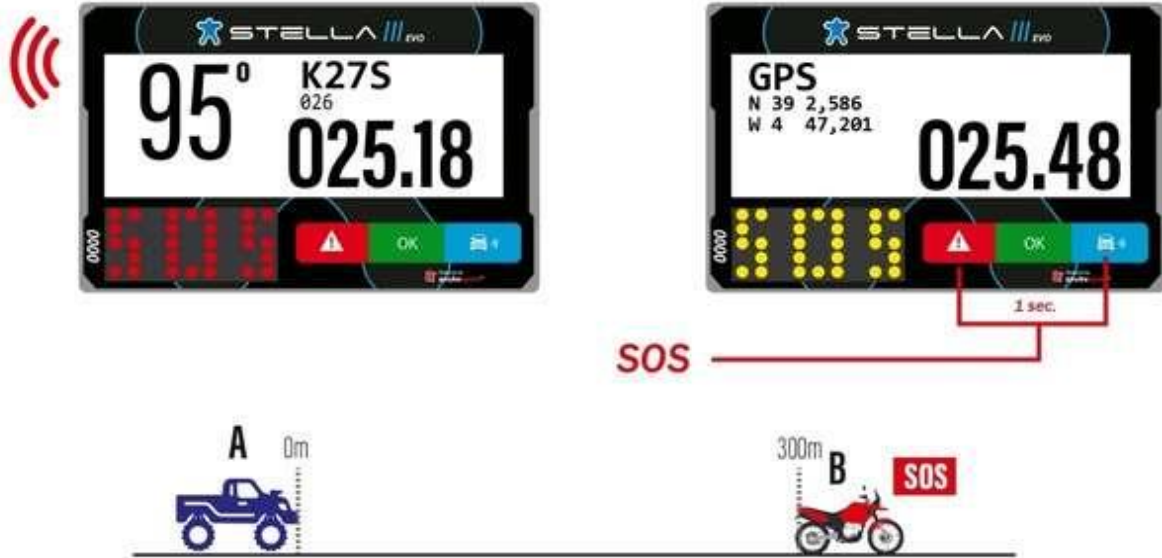 STELLA III EVO
95°
K27S
026
025.18
SOS
0000
OK
STELLA III EVO
GPS
N 39 2,586
W 4 47,201
025.48
SOS
0000
OK
1 sec.
SOS
A
0m
300m
B
SOS